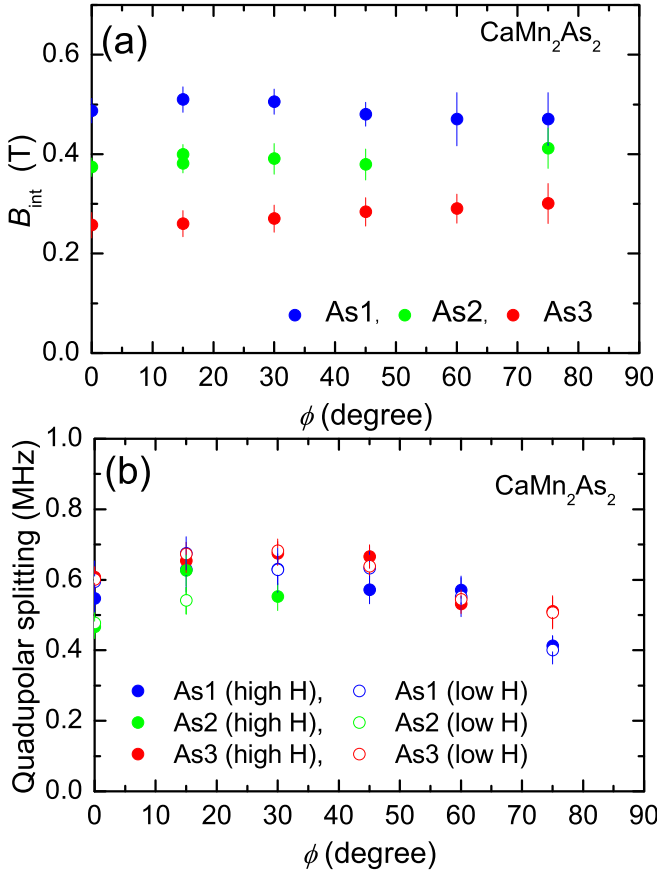 (a)
CaMn₂As₂
0.6
0.4
0.2
0.0
B_int (T)
As1, As2, As3
0 10 20 30 40 50 60 70 80 90
ϕ (degree)
(b)
CaMn₂As₂
1.0
0.8
0.6
0.4
0.2
0.0
Quadupolar splitting (MHz)
As1 (high H), As1 (low H)
As2 (high H), As2 (low H)
As3 (high H), As3 (low H)
0 10 20 30 40 50 60 70 80 90
ϕ (degree)